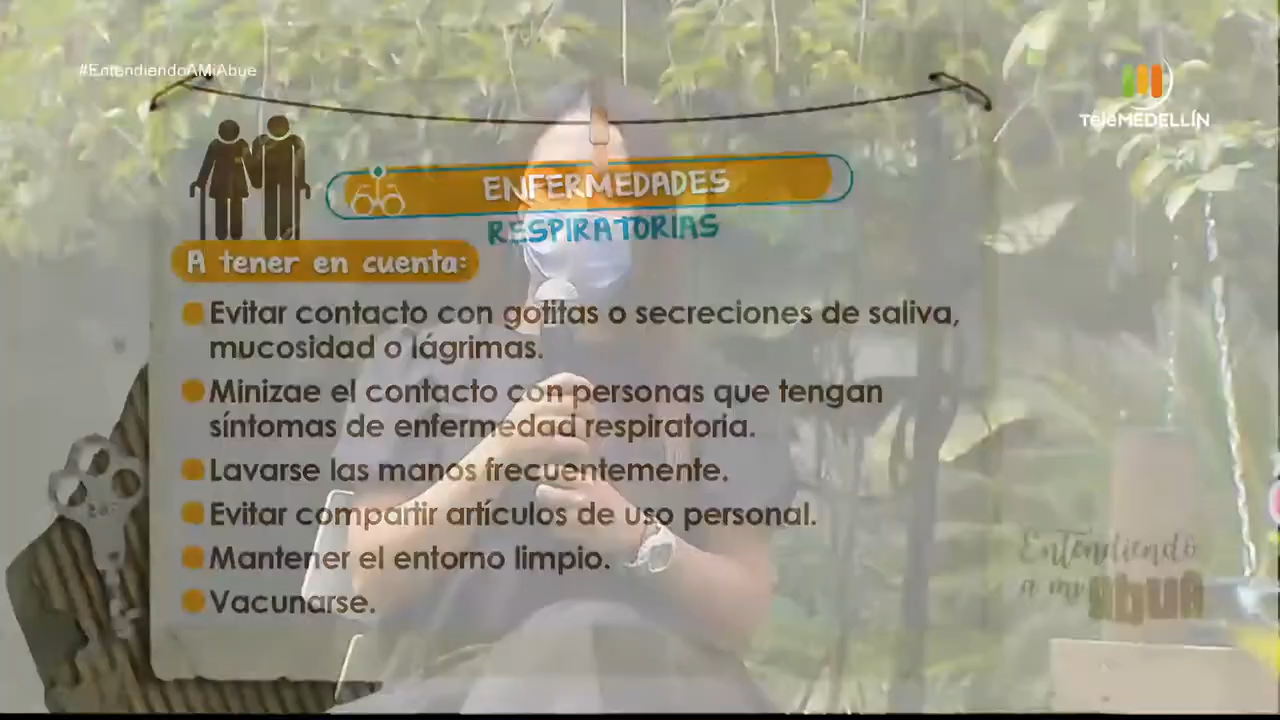 #EntendiendoAMiAbue
TeleMEDELLÍN
ENFERMEDADES
RESPIRATORIAS
A tener en cuenta:
Evitar contacto con gotitas o secreciones de saliva,
mucosidad o lágrimas.
Minizae el contacto con personas que tengan
síntomas de enfermedad respiratoria.
Lavarse las manos frecuentemente.
Evitar compartir artículos de uso personal.
Mantener el entorno limpio.
Vacunarse.
Entendiendo
a mi abue